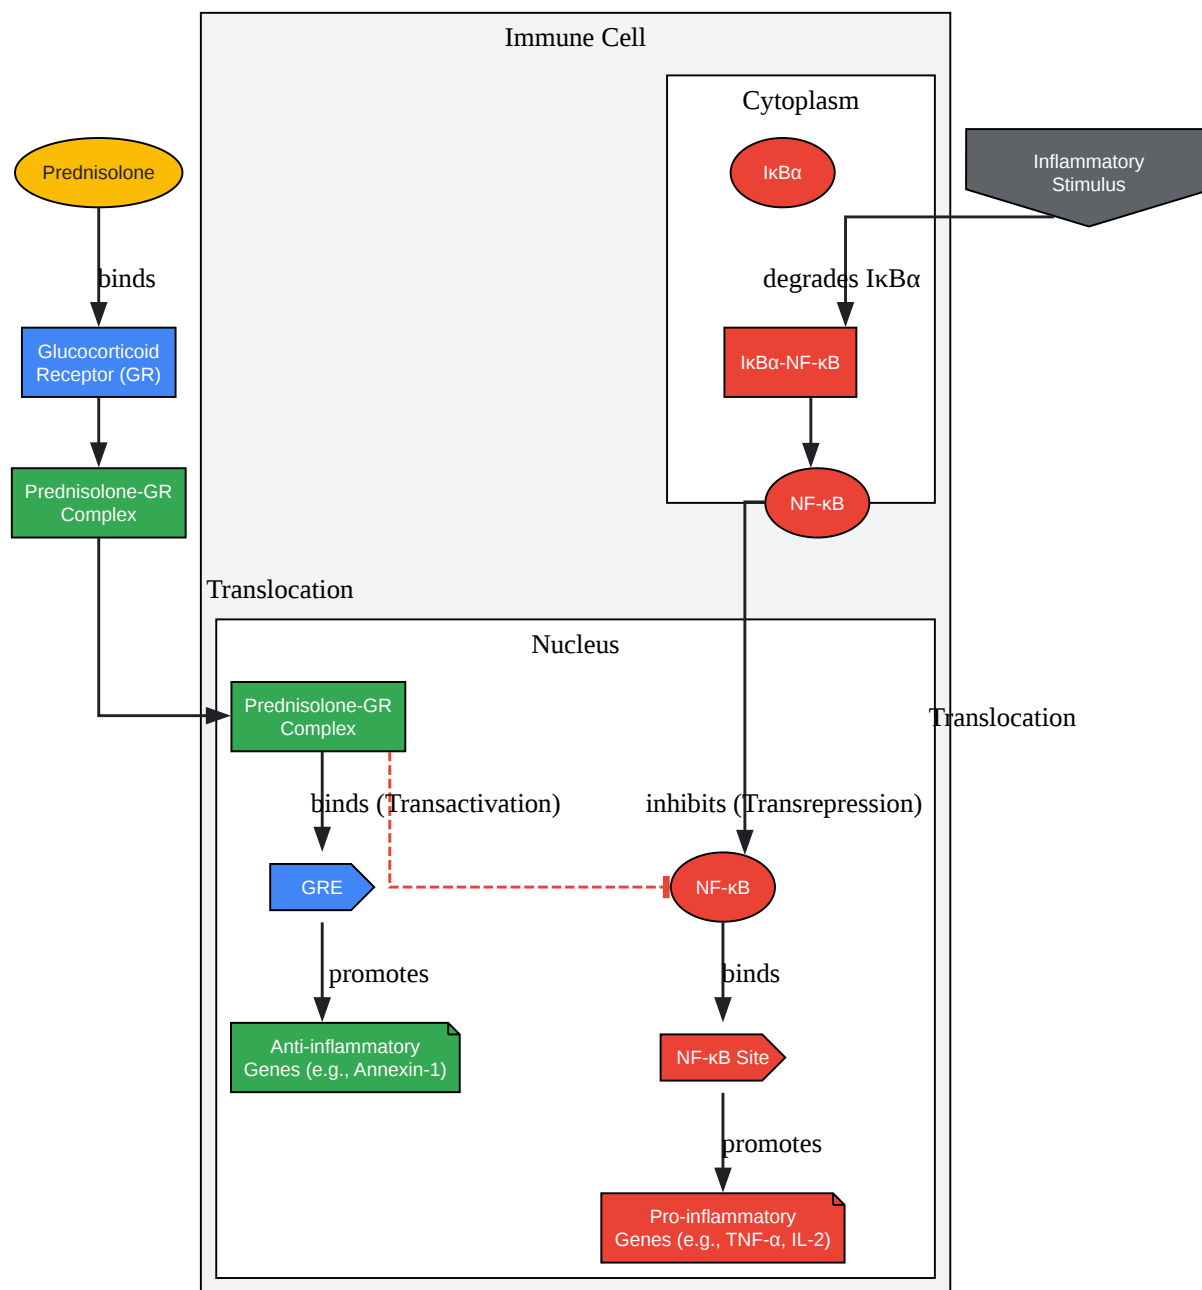 Immune Cell
Cytoplasm
Prednisolone
IκBα
Inflammatory
Stimulus
binds
degrades IκBα
Glucocorticoid
Receptor (GR)
IκBα-NF-κB
Prednisolone-GR
Complex
NF-κB
Translocation
Nucleus
Prednisolone-GR
Complex
Translocation
binds (Transactivation)
inhibits (Transrepression)
GRE
NF-κB
promotes
binds
Anti-inflammatory
Genes (e.g., Annexin-1)
NF-κB Site
promotes
Pro-inflammatory
Genes (e.g., TNF-α, IL-2)